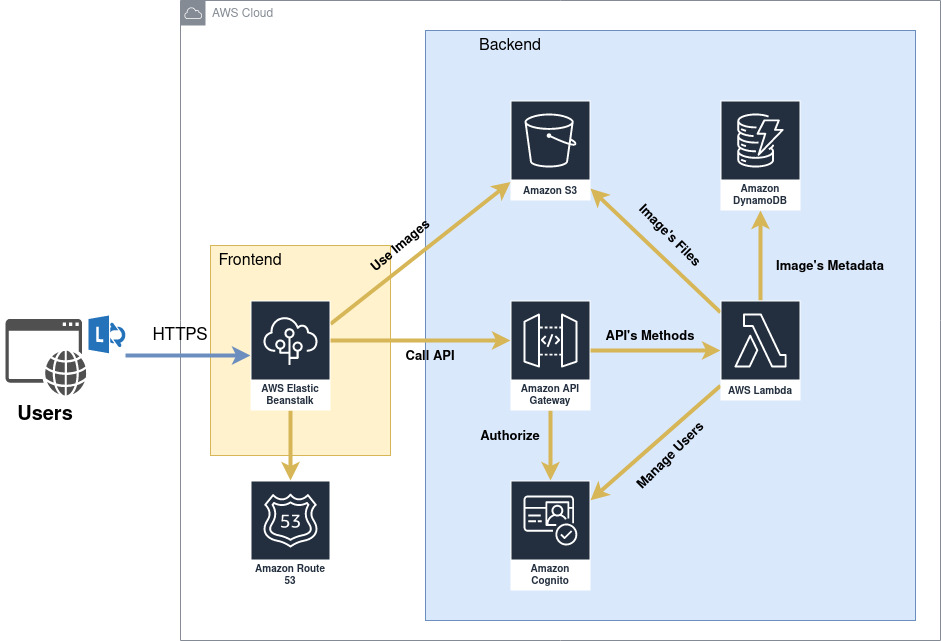 AWS Cloud
Backend
Amazon S3
Amazon
DynamoDB
Use Images
Image's Files
Image's Metadata
Frontend
HTTPS
L
Users
AWS Elastic
Beanstalk
Call API
</>
Amazon API
Gateway
API's Methods
AWS Lambda
Authorize
Manage Users
53
Amazon Route
53
Amazon
Cognito